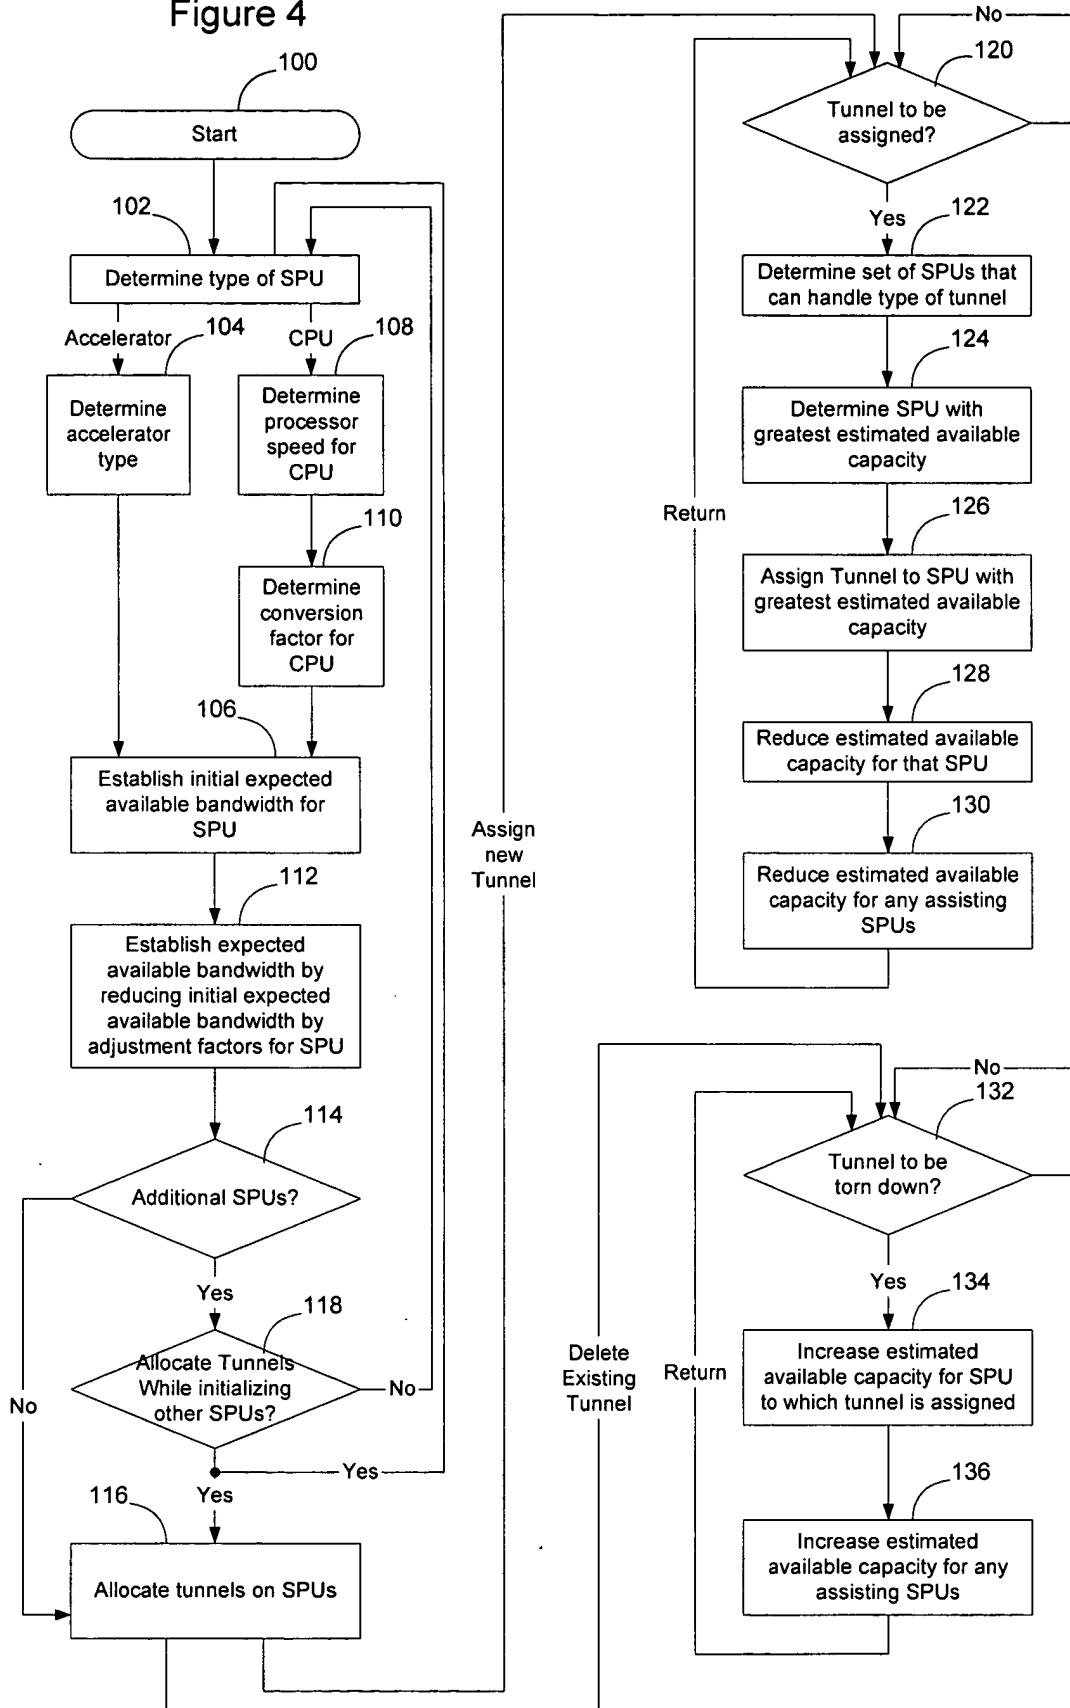 Figure 4
100
Start
102
Determine type of SPU
Accelerator
104
CPU
108
Determine
accelerator
type
Determine
processor
speed for
CPU
110
Determine
conversion
factor for
CPU
106
Establish initial expected
available bandwidth for
SPU
112
Establish expected
available bandwidth by
reducing initial expected
available bandwidth by
adjustment factors for SPU
114
Additional SPUs?
Yes
118
Allocate Tunnels
While initializing
other SPUs?
No
No
Yes
Yes
116
Allocate tunnels on SPUs
Assign
new
Tunnel
No
120
Tunnel to be
assigned?
Yes
122
Determine set of SPUs that
can handle type of tunnel
124
Determine SPU with
greatest estimated available
capacity
Return
126
Assign Tunnel to SPU with
greatest estimated available
capacity
128
Reduce estimated available
capacity for that SPU
130
Reduce estimated available
capacity for any assisting
SPUs
No
132
Tunnel to be
torn down?
Yes
134
Delete
Existing
Tunnel
Return
Increase estimated
available capacity for SPU
to which tunnel is assigned
136
Increase estimated
available capacity for any
assisting SPUs